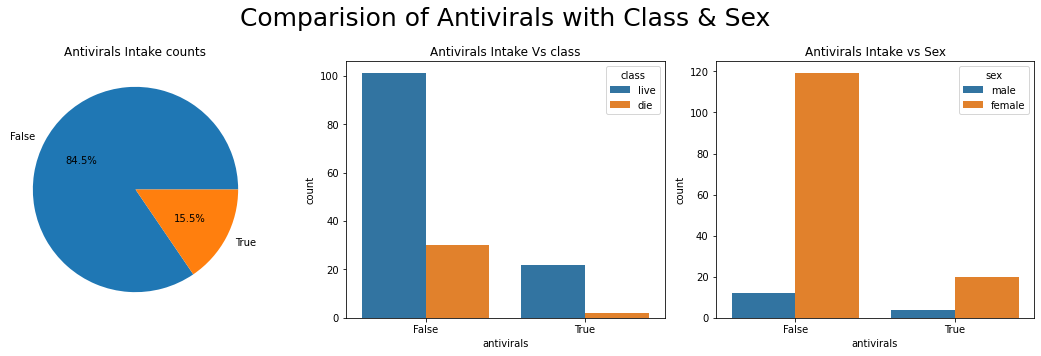 Comparision of Antivirals with Class & Sex
Antivirals Intake counts
False
84.5%
15.5%
True
Antivirals Intake Vs class
class
live
die
count
100
80
60
40
20
0
False
True
antivirals
Antivirals Intake vs Sex
sex
male
female
count
120
100
80
60
40
20
0
False
True
antivirals